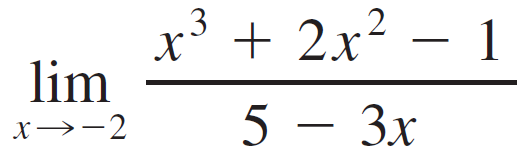 lim x→−2 (x³ + 2x² − 1) / (5 − 3x)